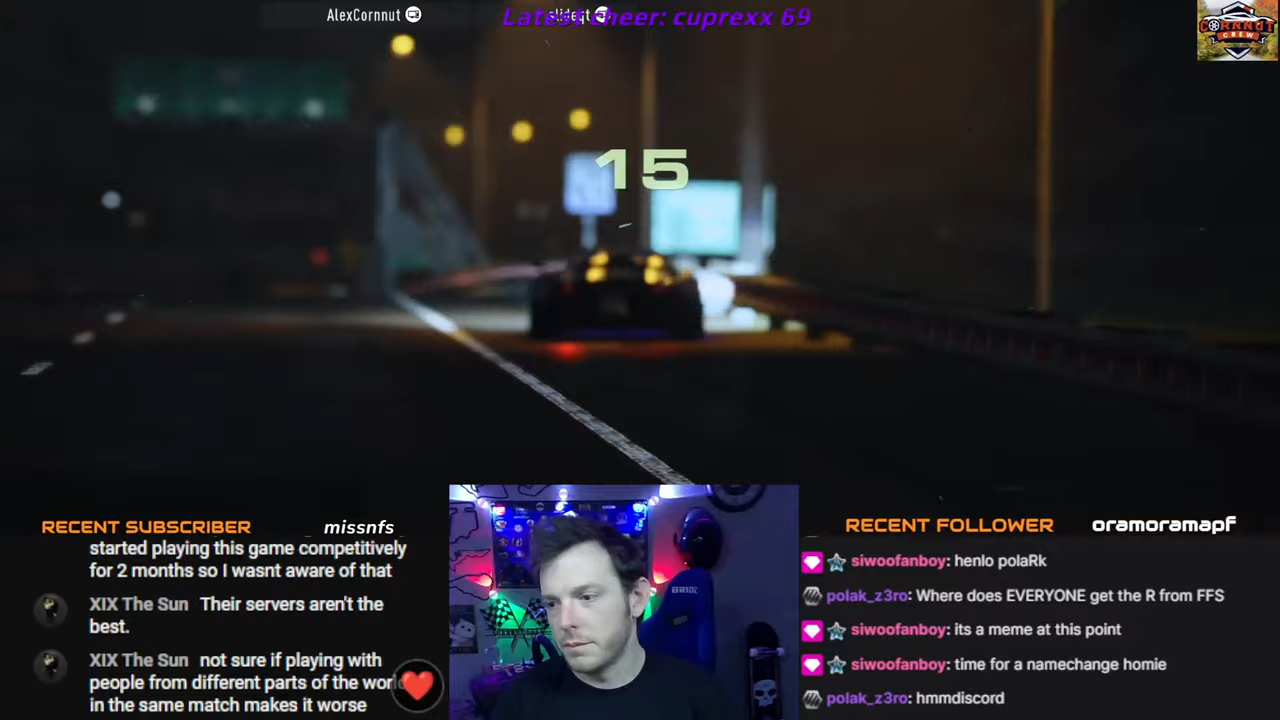 AlexCornnut
Latest cheer: cuprexx 69
CORNNUT
CREW
15
RECENT SUBSCRIBER missnfs
started playing this game competitively
for 2 months so I wasnt aware of that
XIX The Sun Their servers aren't the
best.
XIX The Sun not sure if playing with
people from different parts of the
in the same match makes it worse
BRIDE
RECENT FOLLOWER oramoramapf
siwoofanboy: henlo polaRk
polak_z3ro: Where does EVERYONE get the R from FFS
siwoofanboy: its a meme at this point
siwoofanboy: time for a namechange homie
polak_z3ro: hmmdiscord